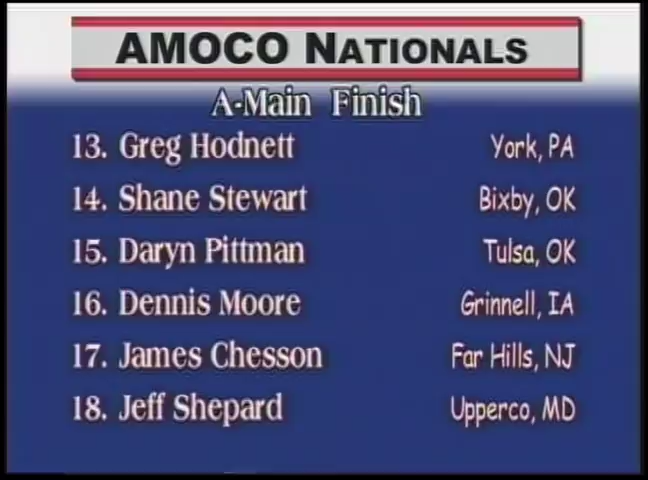 AMOCO NATIONALS
A-Main Finish
13. Greg Hodnett York, PA
14. Shane Stewart Bixby, OK
15. Daryn Pittman Tulsa, OK
16. Dennis Moore Grinnell, IA
17. James Chesson Far Hills, NJ
18. Jeff Shepard Upperco, MD